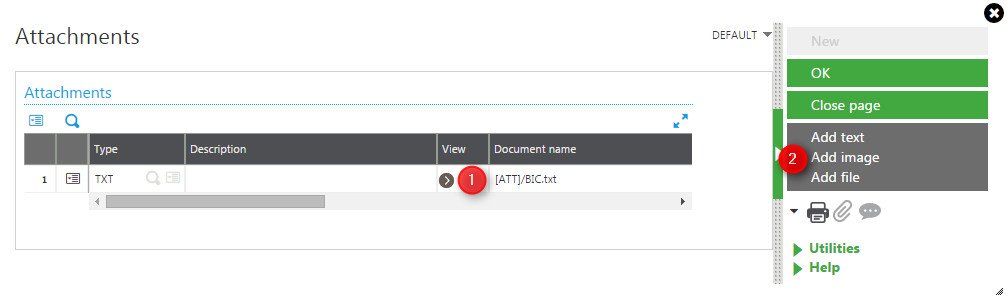 Attachments
DEFAULT
Attachments
Type Description View Document name
1 TXT 1 [ATT]/BIC.txt
New
OK
Close page
Add text
2 Add image
Add file
Utilities
Help